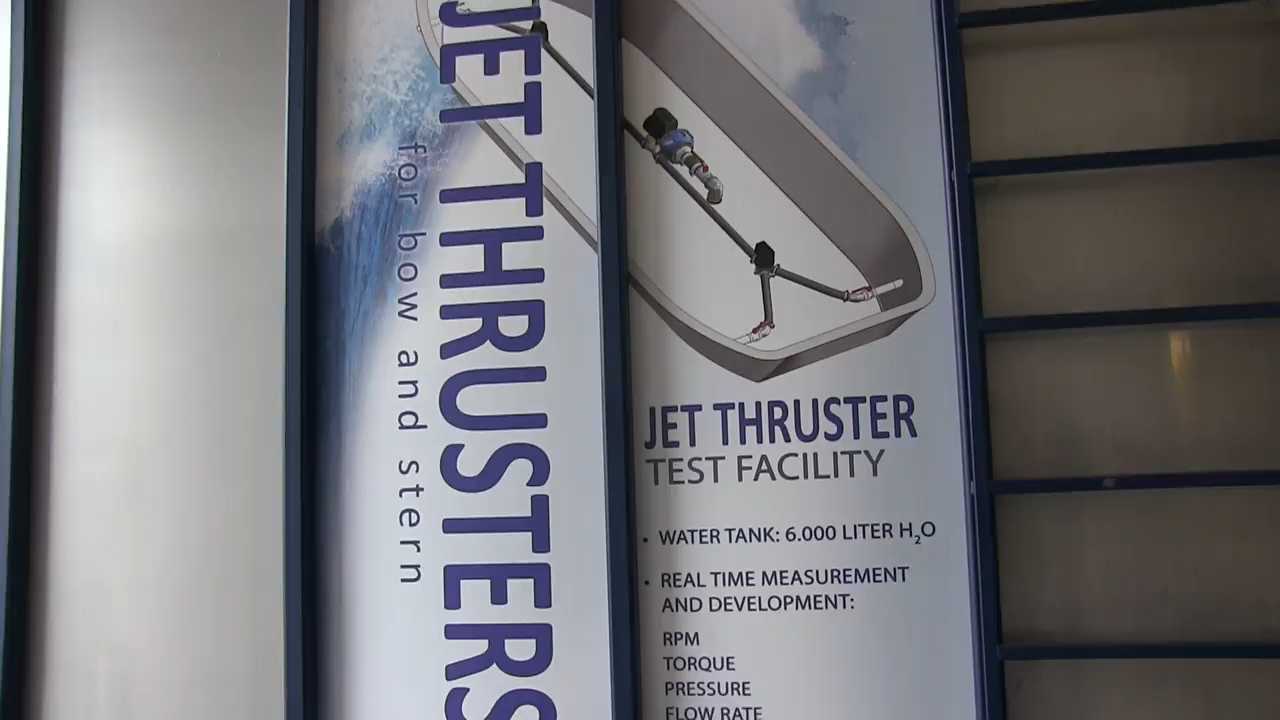 JET THRUSTERS
for bow and stern
JET THRUSTER
TEST FACILITY
• WATER TANK: 6.000 LITER H₂O
• REAL TIME MEASUREMENT
AND DEVELOPMENT:
RPM
TORQUE
PRESSURE
FLOW RATE